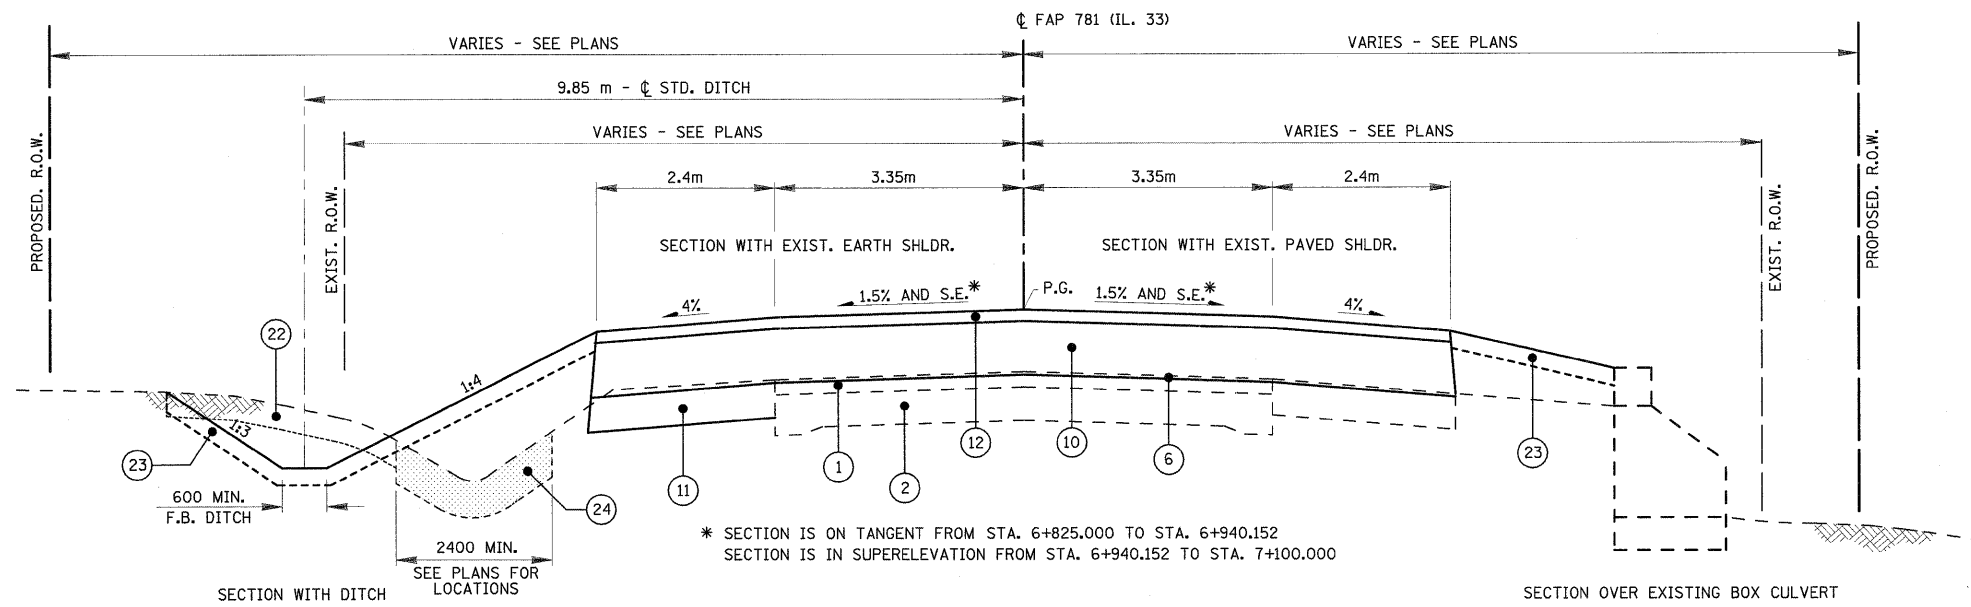 ℄ FAP 781 (IL. 33)
VARIES - SEE PLANS
VARIES - SEE PLANS
9.85 m - ℄ STD. DITCH
VARIES - SEE PLANS
VARIES - SEE PLANS
PROPOSED. R.O.W.
EXIST. R.O.W.
2.4m
3.35m
3.35m
2.4m
EXIST. R.O.W.
PROPOSED. R.O.W.
SECTION WITH EXIST. EARTH SHLDR.
SECTION WITH EXIST. PAVED SHLDR.
4%
1.5% AND S.E.*
P.G.
1.5% AND S.E.*
4%
22
1:4
1:3
23
11
1
2
12
10
6
23
24
600 MIN.
F.B. DITCH
2400 MIN.
SEE PLANS FOR
LOCATIONS
* SECTION IS ON TANGENT FROM STA. 6+825.000 TO STA. 6+940.152
SECTION IS IN SUPERELEVATION FROM STA. 6+940.152 TO STA. 7+100.000
SECTION WITH DITCH
SECTION OVER EXISTING BOX CULVERT